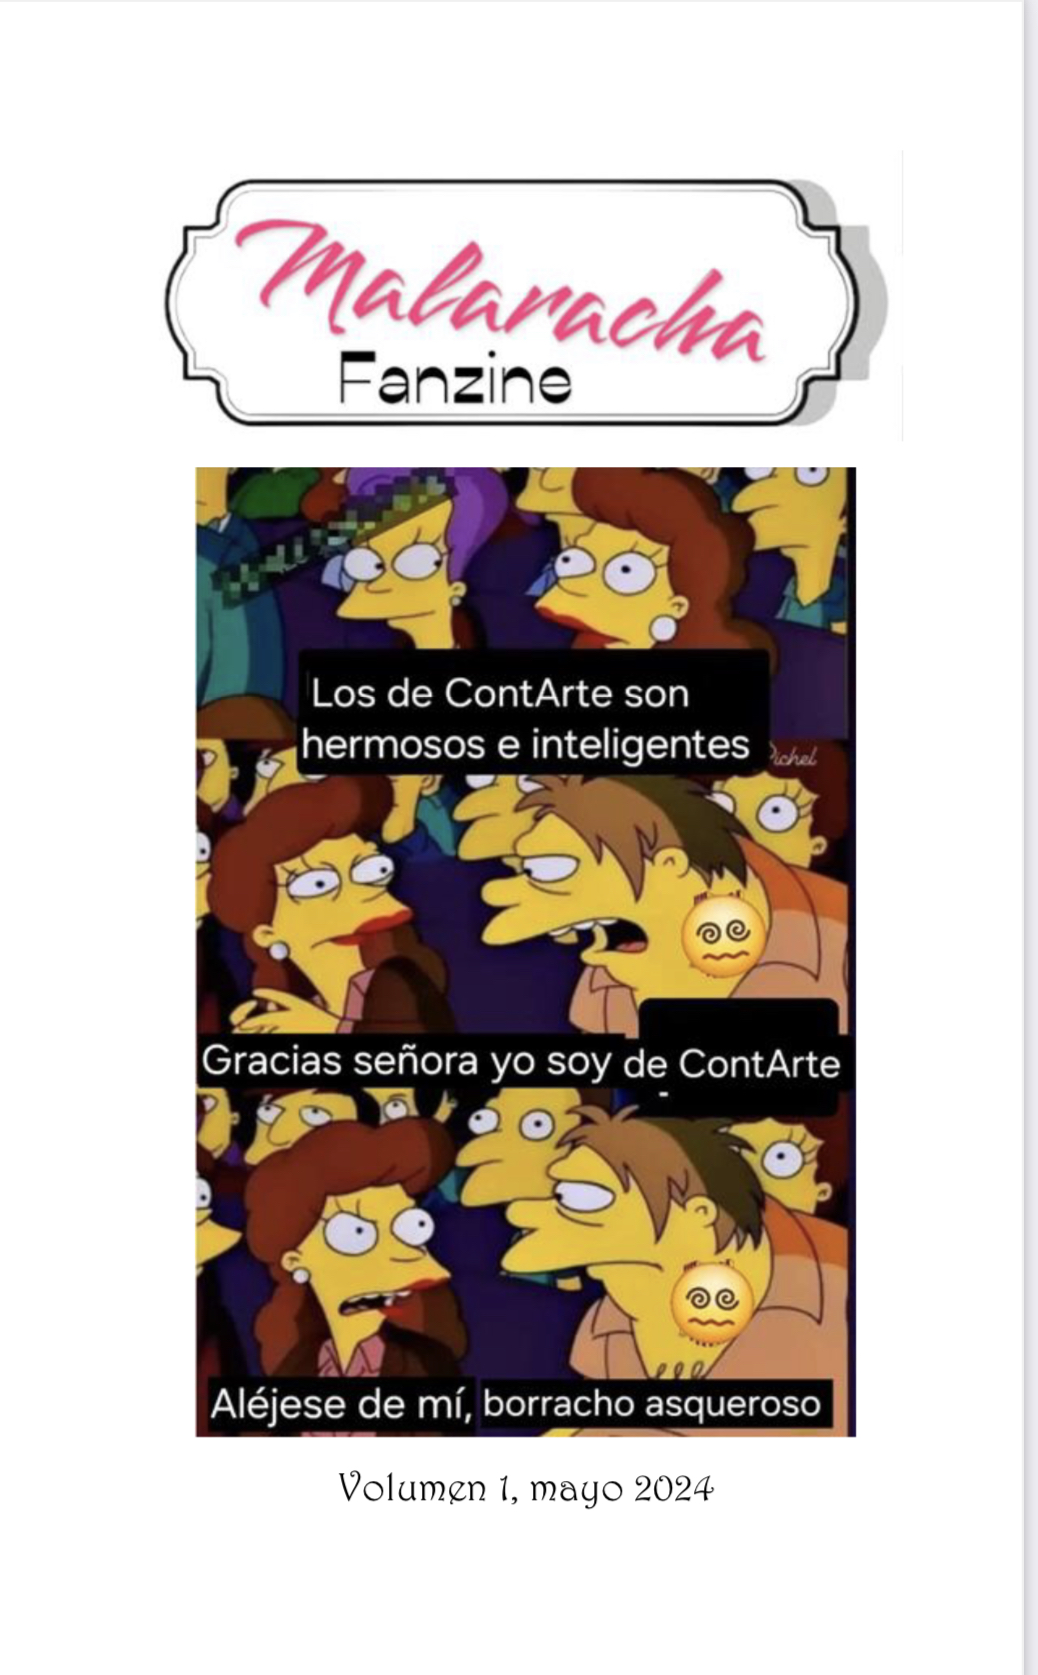 Malaracha
Fanzine
Los de ContArte son
hermosos e inteligentes
Gracias señora yo soy de ContArte
Aléjese de mí, borracho asqueroso
Volumen 1, mayo 2024